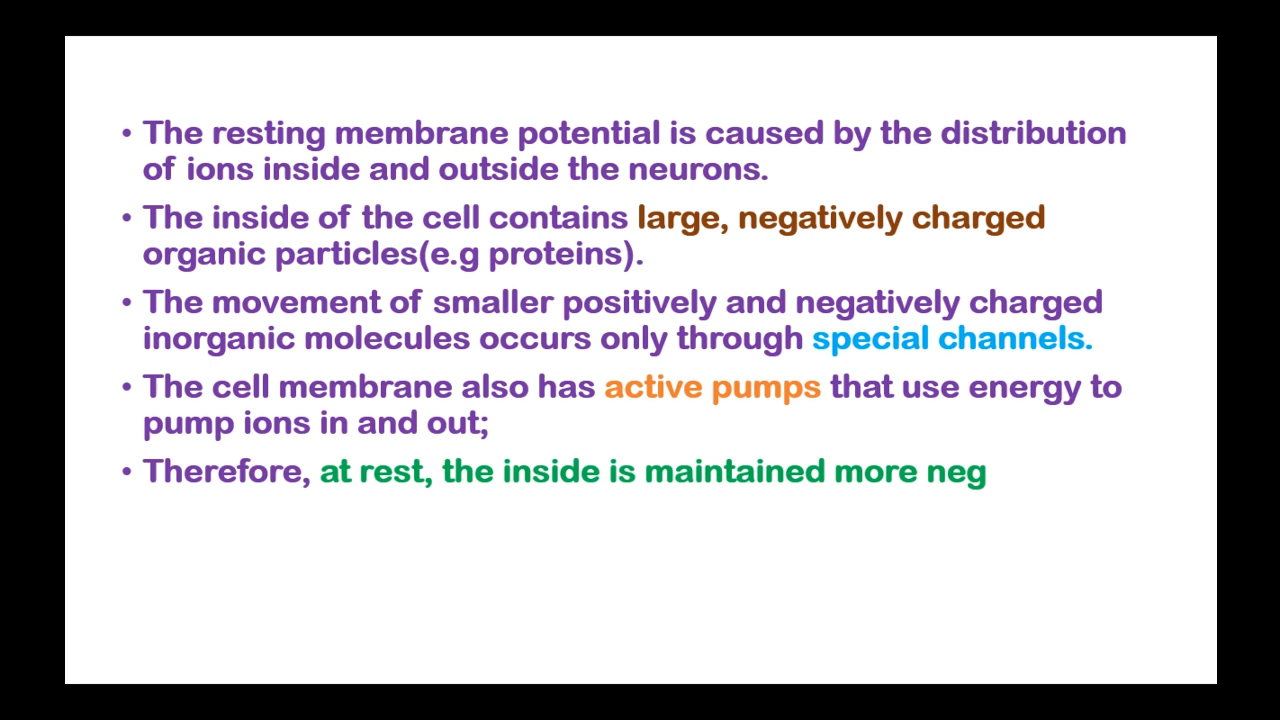 • The resting membrane potential is caused by the distribution
of ions inside and outside the neurons.
• The inside of the cell contains large, negatively charged
organic particles(e.g proteins).
• The movement of smaller positively and negatively charged
inorganic molecules occurs only through special channels.
• The cell membrane also has active pumps that use energy to
pump ions in and out;
• Therefore, at rest, the inside is maintained more neg